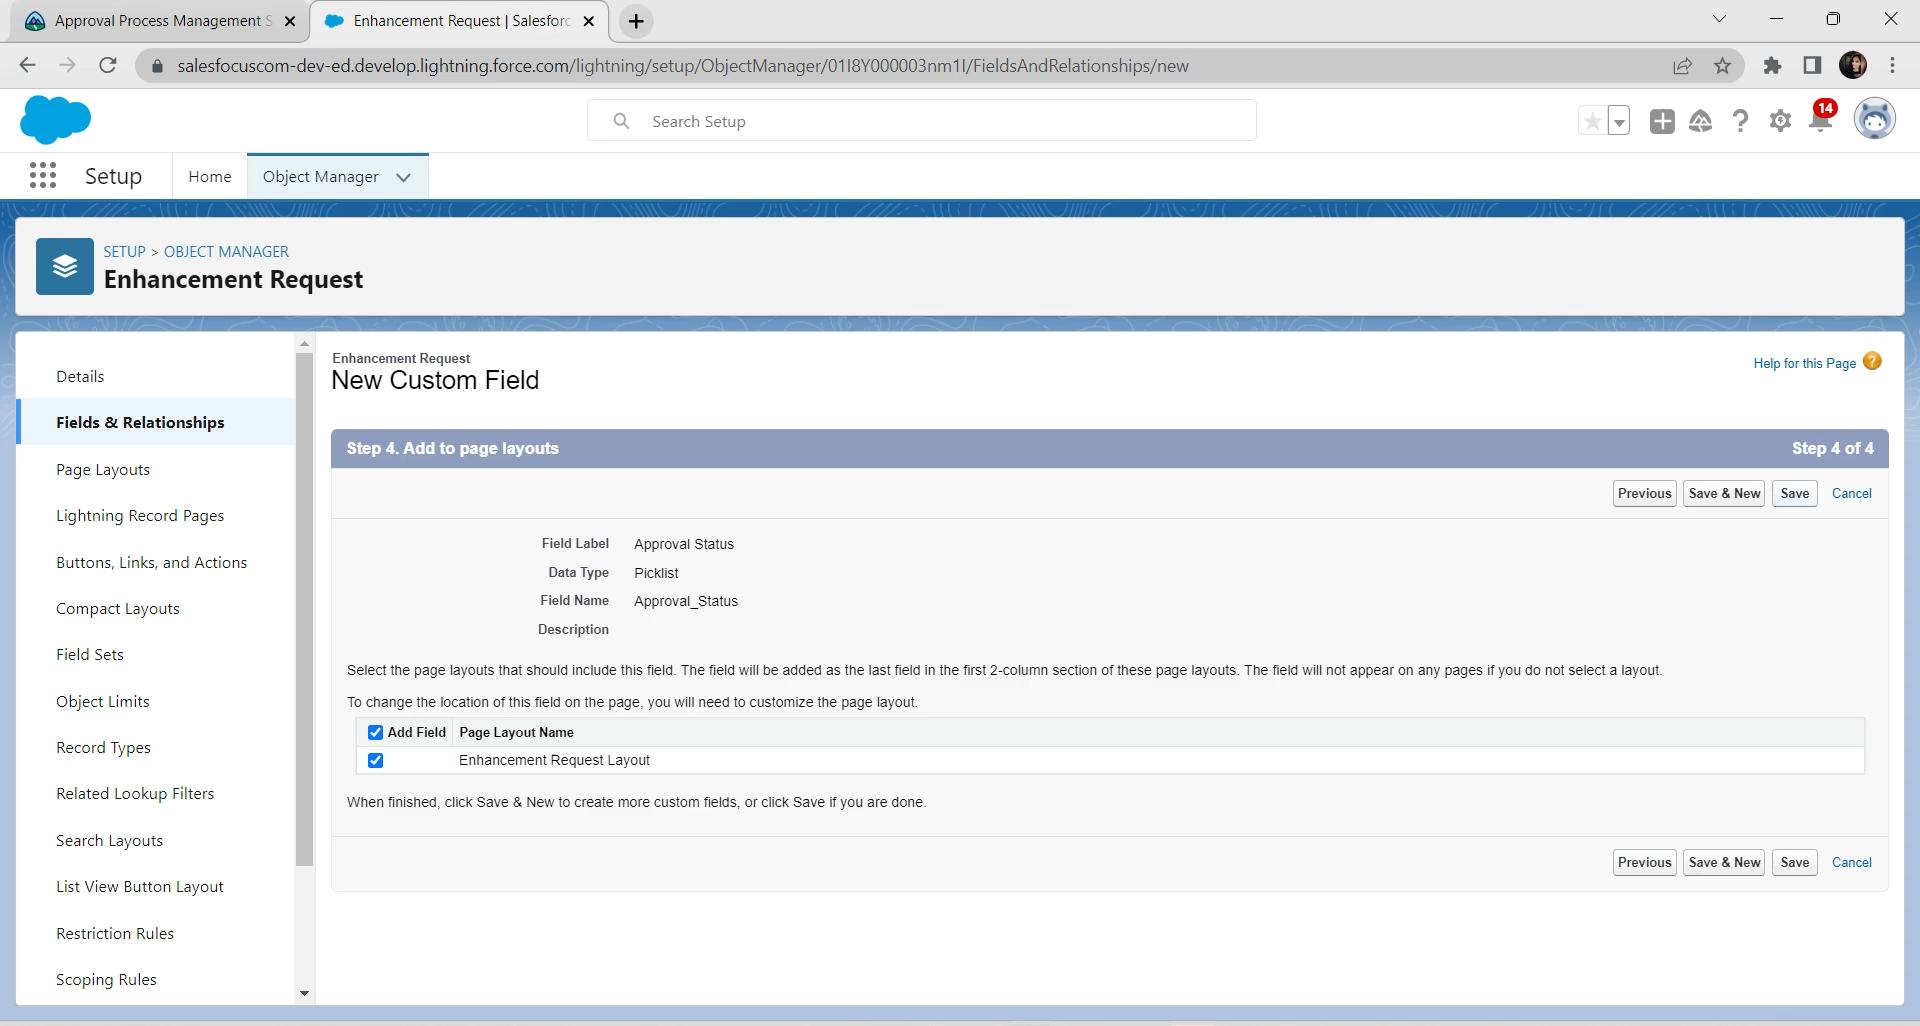 Approval Process Management S
Enhancement Request | Salesforc
salesfocuscom-dev-ed.develop.lightning.force.com/lightning/setup/ObjectManager/01I8Y000003nm1I/FieldsAndRelationships/new
Search Setup
14
Setup
Home
Object Manager
SETUP > OBJECT MANAGER
Enhancement Request
Details
Fields & Relationships
Page Layouts
Lightning Record Pages
Buttons, Links, and Actions
Compact Layouts
Field Sets
Object Limits
Record Types
Related Lookup Filters
Search Layouts
List View Button Layout
Restriction Rules
Scoping Rules
Enhancement Request
New Custom Field
Help for this Page ?
Step 4. Add to page layouts Step 4 of 4
Previous Save & New Save Cancel
Field Label Approval Status
Data Type Picklist
Field Name Approval_Status
Description
Select the page layouts that should include this field. The field will be added as the last field in the first 2-column section of these page layouts. The field will not appear on any pages if you do not select a layout.
To change the location of this field on the page, you will need to customize the page layout.
Add Field Page Layout Name
Enhancement Request Layout
When finished, click Save & New to create more custom fields, or click Save if you are done.
Previous Save & New Save Cancel